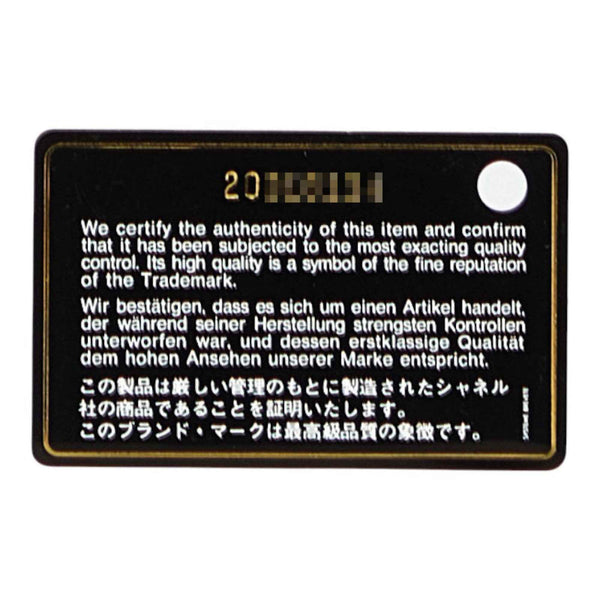 20
We certify the authenticity of this item and confirm
that it has been subjected to the most exacting quality
control. Its high quality is a symbol of the fine reputation
of the Trademark.
Wir bestätigen, dass es sich um einen Artikel handelt,
der während seiner Herstellung strengsten Kontrollen
unterworfen war, und dessen erstklassige Qualität
dem hohen Ansehen unserer Marke entspricht.
この製品は厳しい管理のもとに製造されたシャネル
社の商品であることを証明いたします。
このブランド・マークは最高級品質の象徴です。